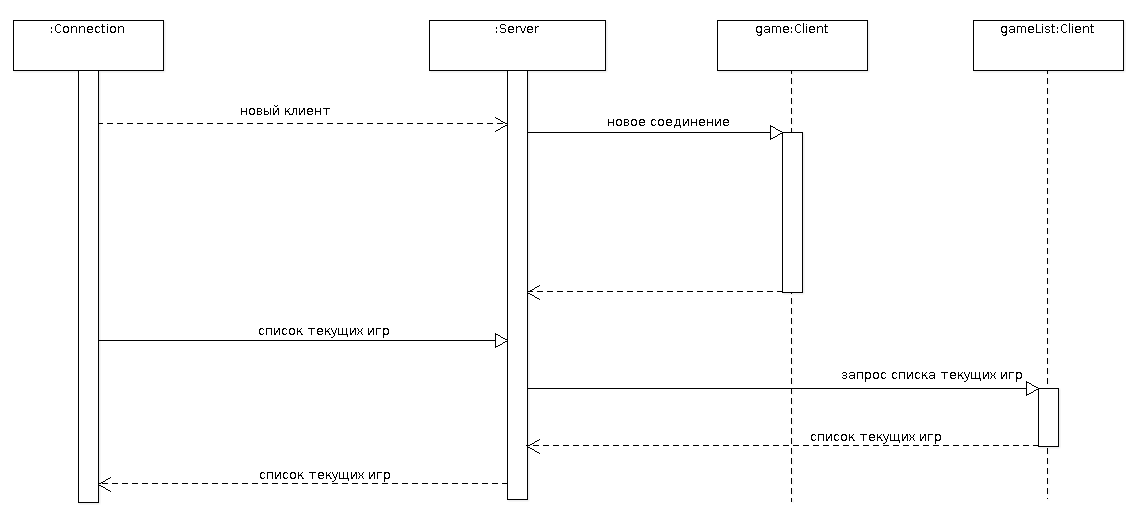 :Connection
:Server
game:Client
gameList:Client
новый клиент
новое соединение
список текущих игр
запрос списка текущих игр
список текущих игр
список текущих игр